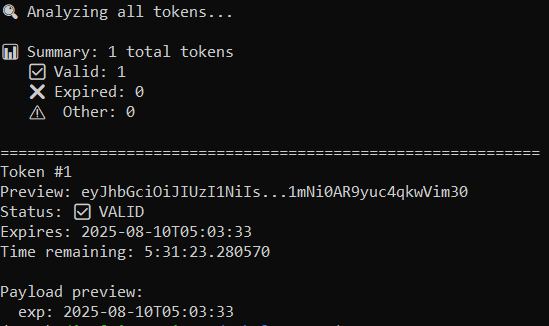 🔍 Analyzing all tokens...
📊 Summary: 1 total tokens
☑ Valid: 1
❌ Expired: 0
⚠ Other: 0
============================================================
Token #1
Preview: eyJhbGciOiJIUzI1NiIs...1mNi0AR9yuc4qkwVim30
Status: ☑ VALID
Expires: 2025-08-10T05:03:33
Time remaining: 5:31:23.280570
Payload preview:
exp: 2025-08-10T05:03:33